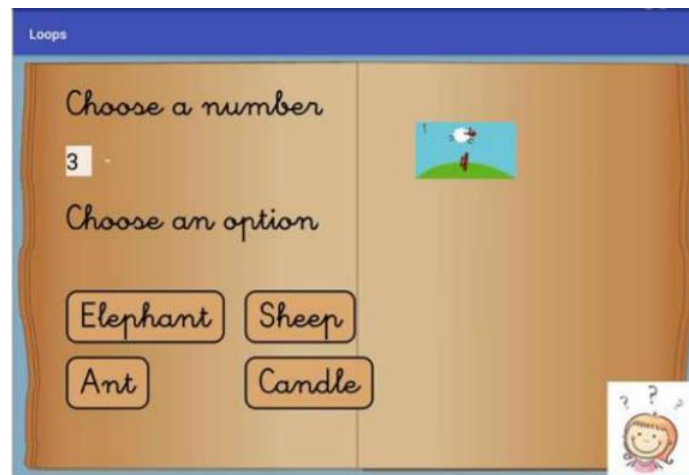 Loops
Choose a number
3
Choose an option
Elephant Sheep
Ant Candle
? ? ?